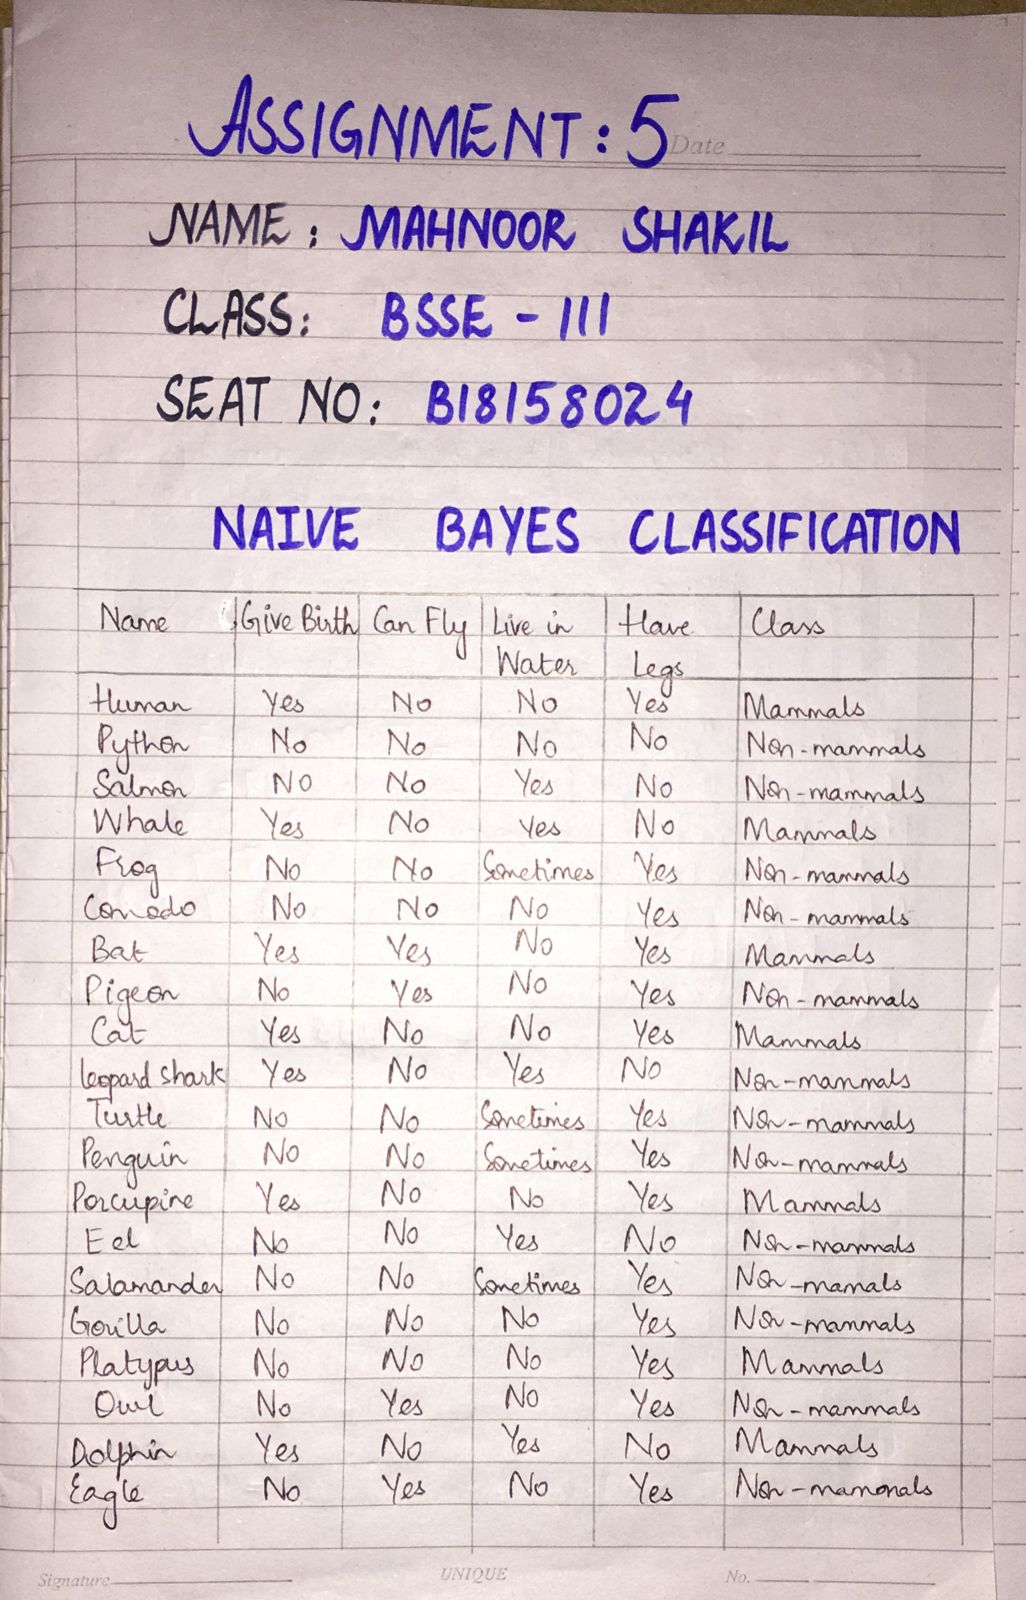 ASSIGNMENT: 5 Date
NAME: MAHNOOR SHAKIL
CLASS: BSSE - III
SEAT NO: B18158024
NAIVE BAYES CLASSIFICATION
Name Give Birth Can Fly Live in Water Have Legs Class
Human Yes No No Yes Mammals
Python No No No No Non-mammals
Salmon No No Yes No Non-mammals
Whale Yes No Yes No Mammals
Frog No No Sometimes Yes Non-mammals
Comodo No No No Yes Non-mammals
Bat Yes Yes No Yes Mammals
Pigeon No Yes No Yes Non-mammals
Cat Yes No No Yes Mammals
leopard shark Yes No Yes No Non-mammals
Turtle No No Sometimes Yes Non-mammals
Penguin No No Sometimes Yes Non-mammals
Porcupine Yes No No Yes Mammals
Eel No No Yes No Non-mammals
Salamander No No Sometimes Yes Non-mamals
Gorilla No No No Yes Non-mammals
Platypus No No No Yes Mammals
Owl No Yes No Yes Non-mammals
Dolphin Yes No Yes No Mammals
Eagle No Yes No Yes Non-mammals
Signature UNIQUE No.